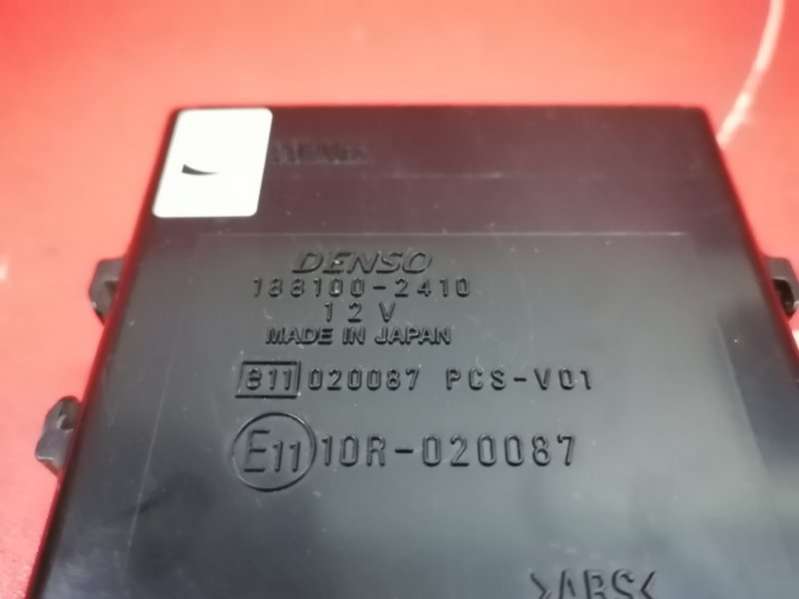 DENSO
188100-2410
12V
MADE IN JAPAN
e11 020087 PCS-V01
E11 10R-020087
>ABS<